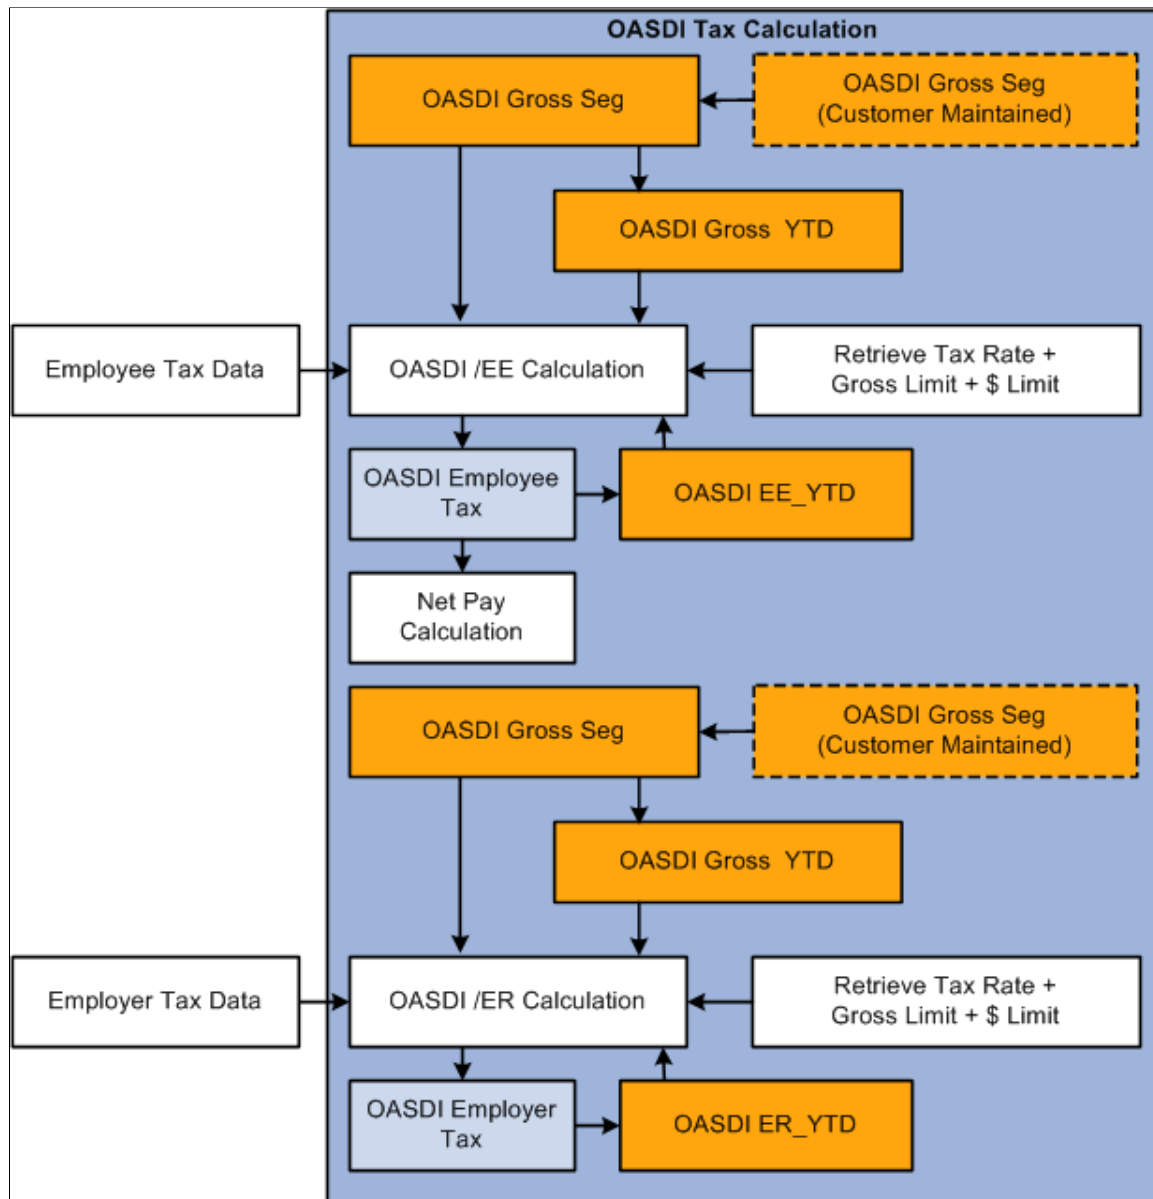 OASDI Tax Calculation
OASDI Gross Seg
OASDI Gross Seg
(Customer Maintained)
OASDI Gross YTD
Employee Tax Data
OASDI /EE Calculation
Retrieve Tax Rate +
Gross Limit + $ Limit
OASDI Employee
Tax
OASDI EE_YTD
Net Pay
Calculation
OASDI Gross Seg
OASDI Gross Seg
(Customer Maintained)
OASDI Gross YTD
Employer Tax Data
OASDI /ER Calculation
Retrieve Tax Rate +
Gross Limit + $ Limit
OASDI Employer
Tax
OASDI ER_YTD